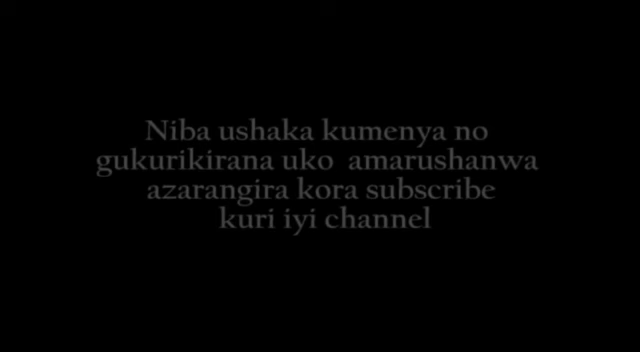 Niba ushaka kumenya no
gukurikirana uko amarushanwa
azarangira kora subscribe
kuri iyi channel